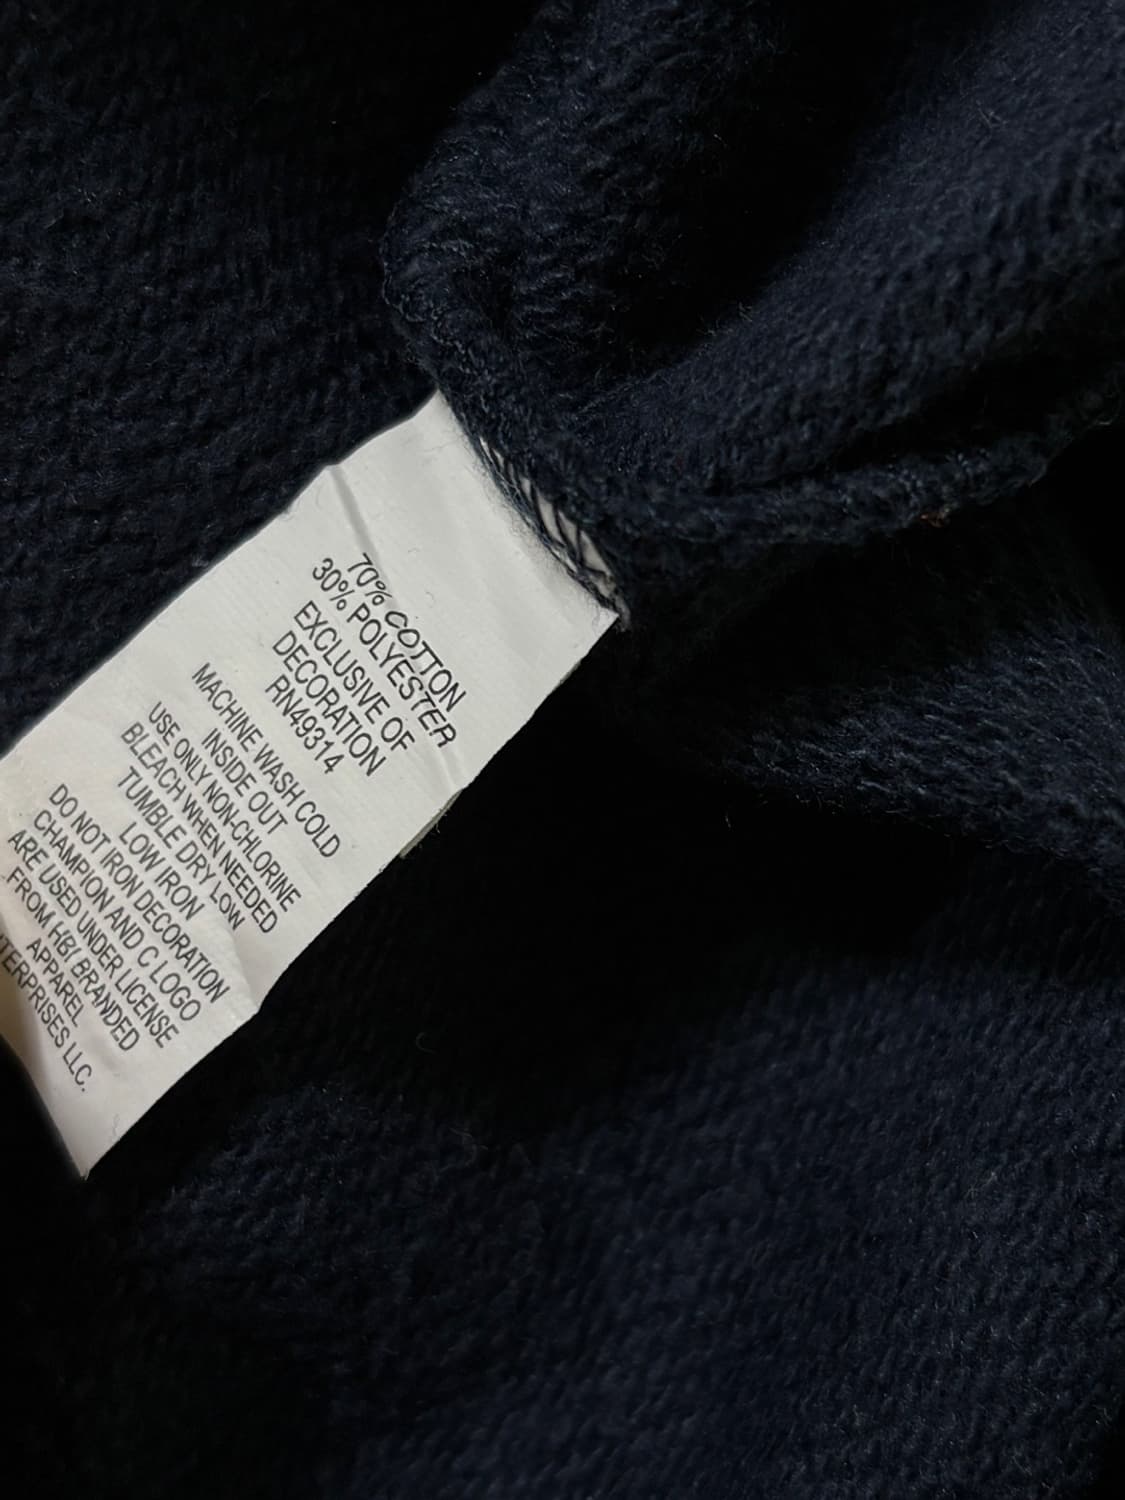 70% COTTON
30% POLYESTER
EXCLUSIVE OF
DECORATION
RN49314
MACHINE WASH COLD
INSIDE OUT
USE ONLY NON-CHLORINE
BLEACH WHEN NEEDED
TUMBLE DRY LOW
LOW IRON
DO NOT IRON DECORATION
CHAMPION AND C LOGO
ARE USED UNDER LICENSE
FROM HBI BRANDED
APPAREL
TERPRISES LLC.